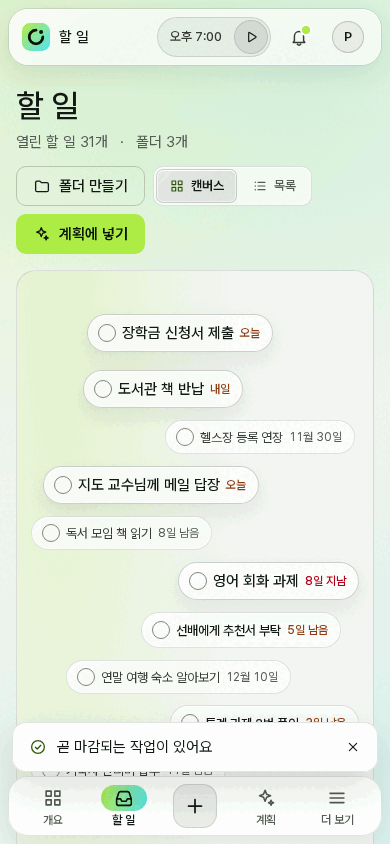 할 일
오후 7:00
P
할 일
열린 할 일 31개 · 폴더 3개
폴더 만들기
캔버스
목록
계획에 넣기
장학금 신청서 제출 오늘
도서관 책 반납 내일
헬스장 등록 연장 11월 30일
지도 교수님께 메일 답장 오늘
독서 모임 책 읽기 8일 남음
영어 회화 과제 8일 지남
선배에게 추천서 부탁 5일 남음
연말 여행 숙소 알아보기 12월 10일
곧 마감되는 작업이 있어요
개요
할 일
계획
더 보기